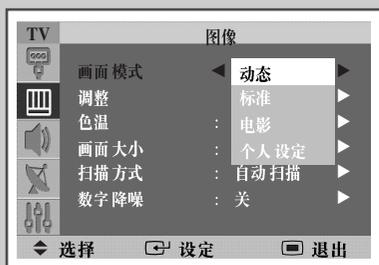 TV 图像
画面模式 动态
调整 标准
色温 : 电影
画面大小 : 个人设定
扫描方式 : 自动扫描
数字降噪 : 关
选择 设定 退出